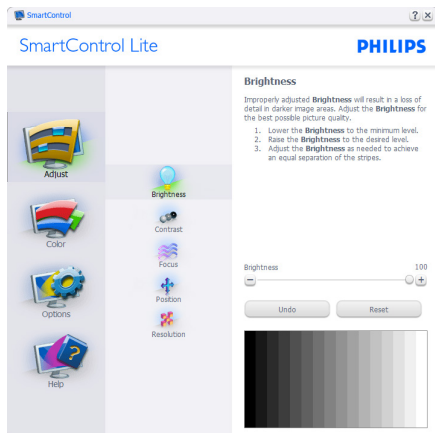 SmartControl
? ×
SmartControl Lite
PHILIPS
Adjust
Color
Options
Help
Brightness
Contrast
Focus
Position
Resolution
Brightness
Improperly adjusted Brightness will result in a loss of
detail in darker image areas. Adjust the Brightness for
the best possible picture quality.
1. Lower the Brightness to the minimum level.
2. Raise the Brightness to the desired level.
3. Adjust the Brightness as needed to achieve
an equal separation of the stripes.
Brightness 100
Undo Reset